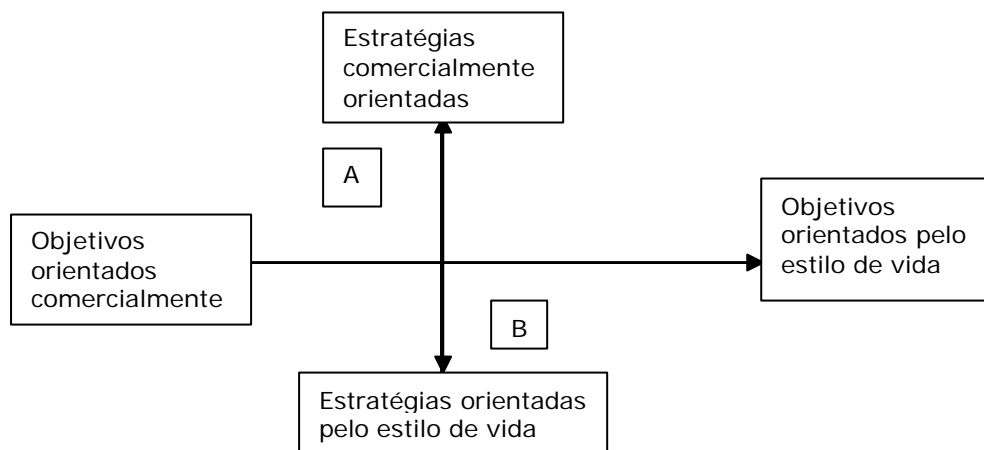 Estratégias
comercialmente
orientadas
A
Objetivos
orientados pelo
estilo de vida
Objetivos
orientados
comercialmente
B
Estratégias orientadas
pelo estilo de vida